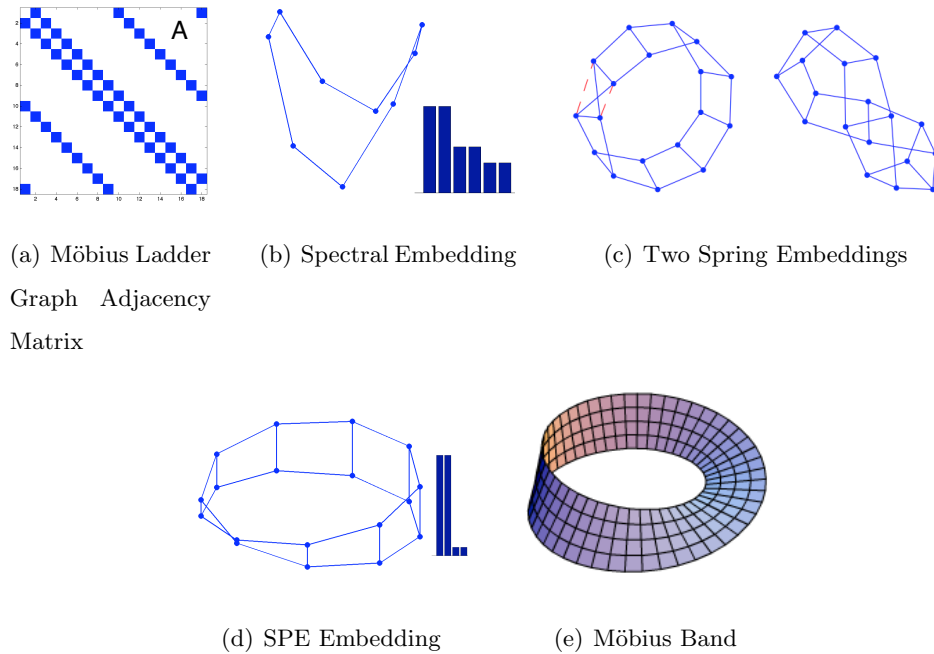 A
2
4
6
8
10
12
14
16
18
2 4 6 8 10 12 14 16 18
(a) Möbius Ladder
Graph Adjacency
Matrix
(b) Spectral Embedding
(c) Two Spring Embeddings
(d) SPE Embedding
(e) Möbius Band